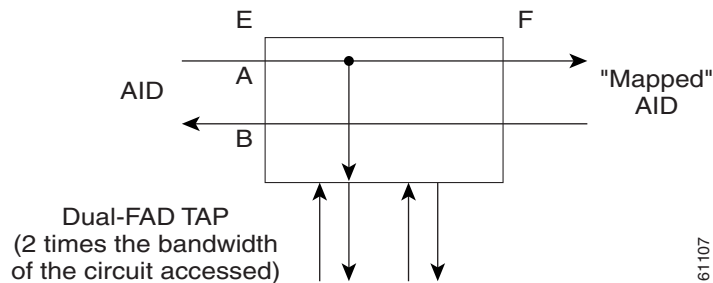 E
F
A
AID
"Mapped"
AID
B
Dual-FAD TAP
(2 times the bandwidth
of the circuit accessed)
61107